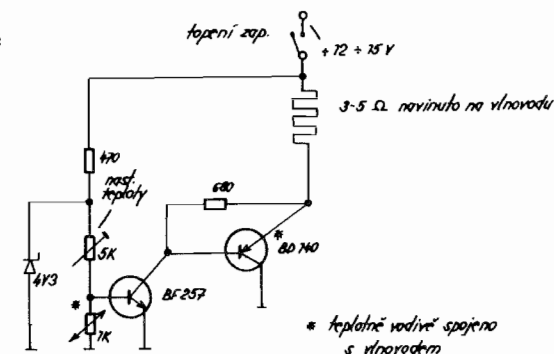 topení zap.
+12 ÷ 15 V
3-5 Ω navinuto na vlnovodu
470
nast.
teploty
680
5K
4V3
*
BD 140
BF 257
*
1K
* teplotně vodivě spojeno
s vlnovodem